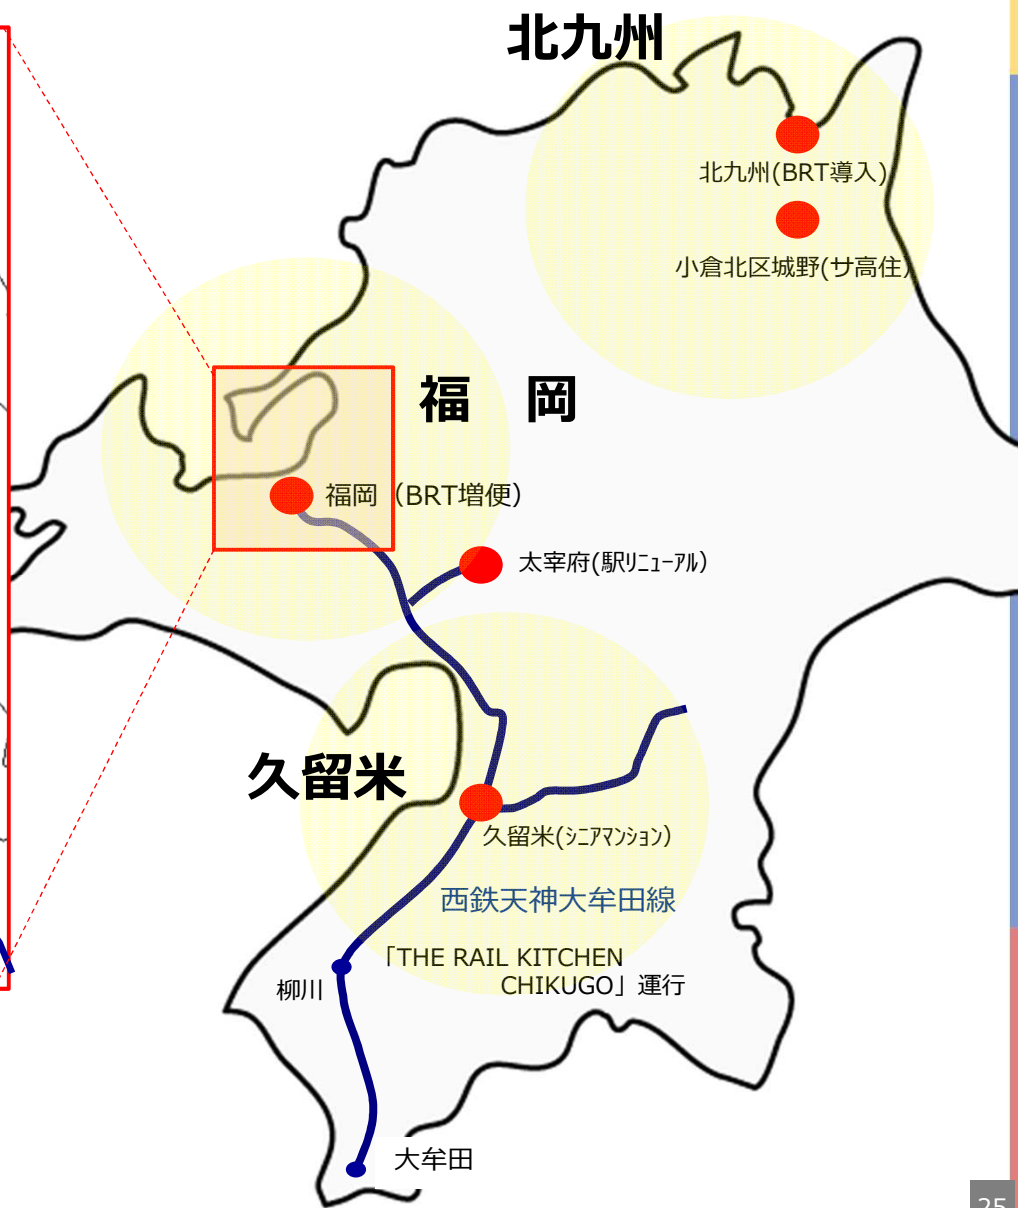 北九州
北九州(BRT導入)
小倉北区城野(サ高住)
福　岡
福岡（BRT増便）
太宰府(駅ﾘﾆｭｰｱﾙ)
久留米
久留米(ｼﾆｱﾏﾝｼｮﾝ)
西鉄天神大牟田線
「THE RAIL KITCHEN
CHIKUGO」運行
柳川
大牟田
25